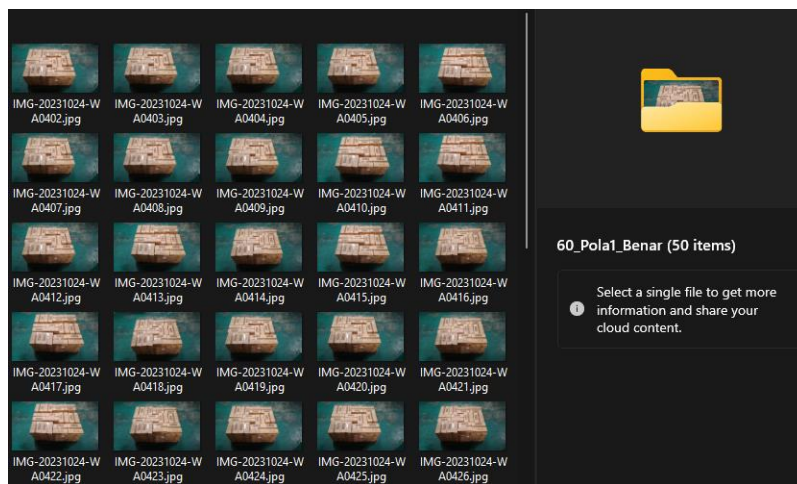 IMG-20231024-W
A0402.jpg
IMG-20231024-W
A0403.jpg
IMG-20231024-W
A0404.jpg
IMG-20231024-W
A0405.jpg
IMG-20231024-W
A0406.jpg
IMG-20231024-W
A0407.jpg
IMG-20231024-W
A0408.jpg
IMG-20231024-W
A0409.jpg
IMG-20231024-W
A0410.jpg
IMG-20231024-W
A0411.jpg
IMG-20231024-W
A0412.jpg
IMG-20231024-W
A0413.jpg
IMG-20231024-W
A0414.jpg
IMG-20231024-W
A0415.jpg
IMG-20231024-W
A0416.jpg
IMG-20231024-W
A0417.jpg
IMG-20231024-W
A0418.jpg
IMG-20231024-W
A0419.jpg
IMG-20231024-W
A0420.jpg
IMG-20231024-W
A0421.jpg
IMG-20231024-W
A0422.jpg
IMG-20231024-W
A0423.jpg
IMG-20231024-W
A0424.jpg
IMG-20231024-W
A0425.jpg
IMG-20231024-W
A0426.jpg
60_Pola1_Benar (50 items)
Select a single file to get more
information and share your
cloud content.